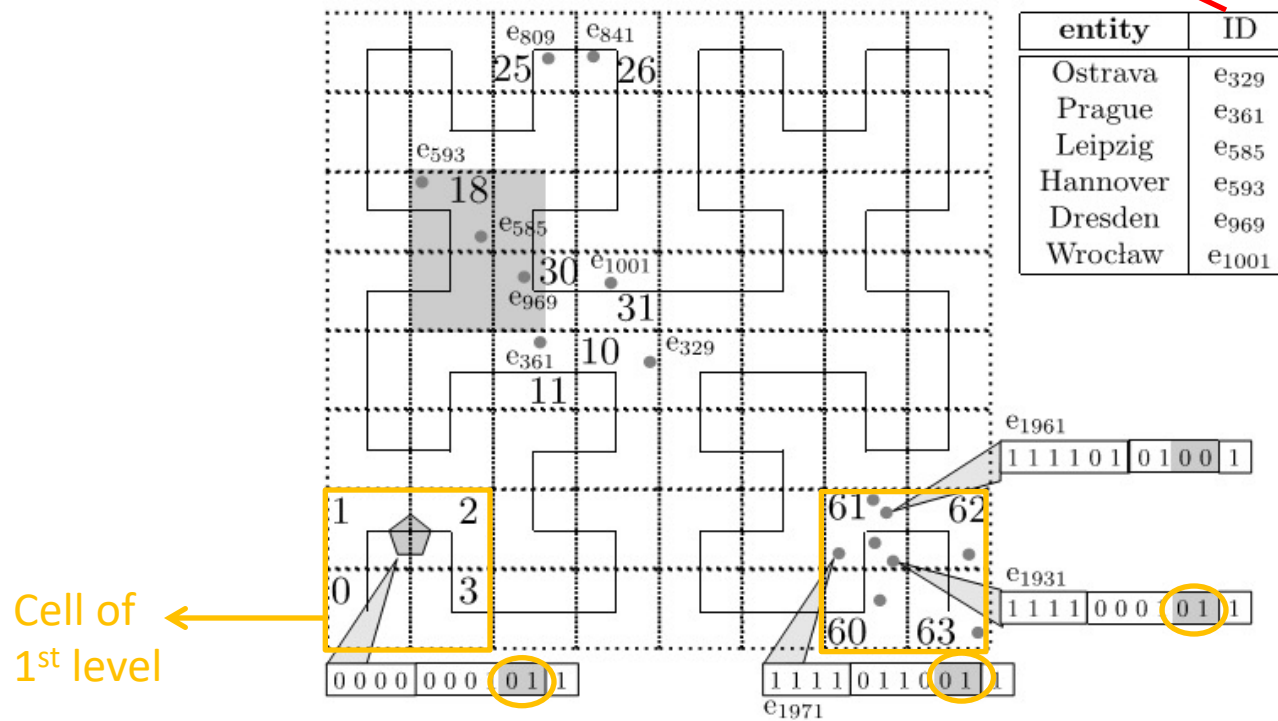 entity ID
Ostrava e₃₂₉
Prague e₃₆₁
Leipzig e₅₈₅
Hannover e₅₉₃
Dresden e₉₆₉
Wrocław e₁₀₀₁
e₈₀₉ e₈₄₁
25 26
e₅₉₃
18
e₅₈₅
30 e₁₀₀₁
e₉₆₉ 31
e₃₆₁ 10 e₃₂₉
11
e₁₉₆₁
1 1 1 1 0 1 0 1 0 0 1
1 2 61 62
0 3 60 63
e₁₉₃₁
1 1 1 1 0 0 0 1 0 1 1
Cell of
1st level
0 0 0 0 0 0 0 1 0 1 1
1 1 1 1 0 1 1 0 0 1 1
e₁₉₇₁